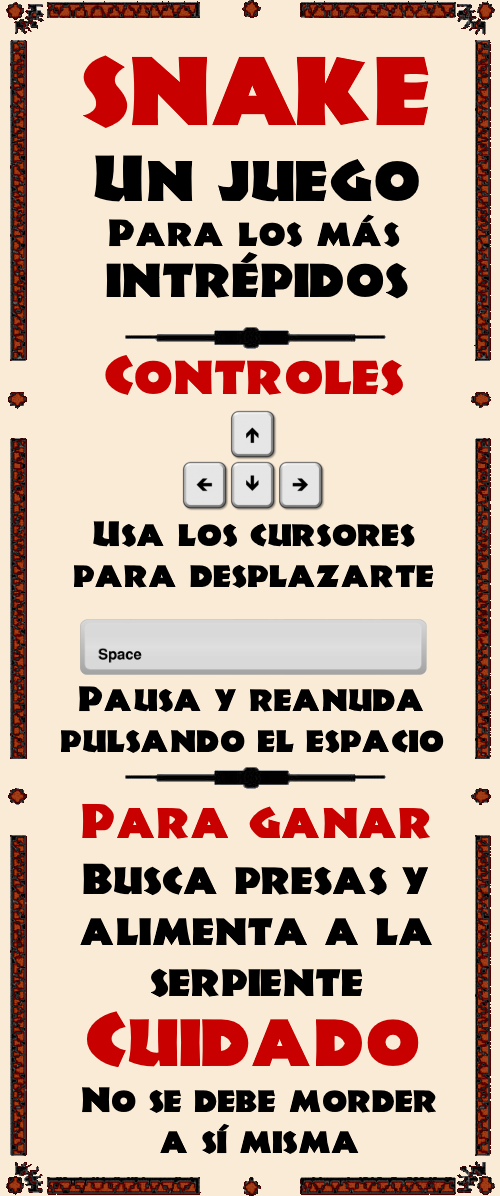 SNAKE
UN JUEGO
PARA LOS MÁS
INTRÉPIDOS
CONTROLES
↑
← ↓ →
USA LOS CURSORES
PARA DESPLAZARTE
Space
PAUSA Y REANUDA
PULSANDO EL ESPACIO
PARA GANAR
BUSCA PRESAS Y
ALIMENTA A LA
SERPIENTE
CUIDADO
NO SE DEBE MORDER
A SÍ MISMA